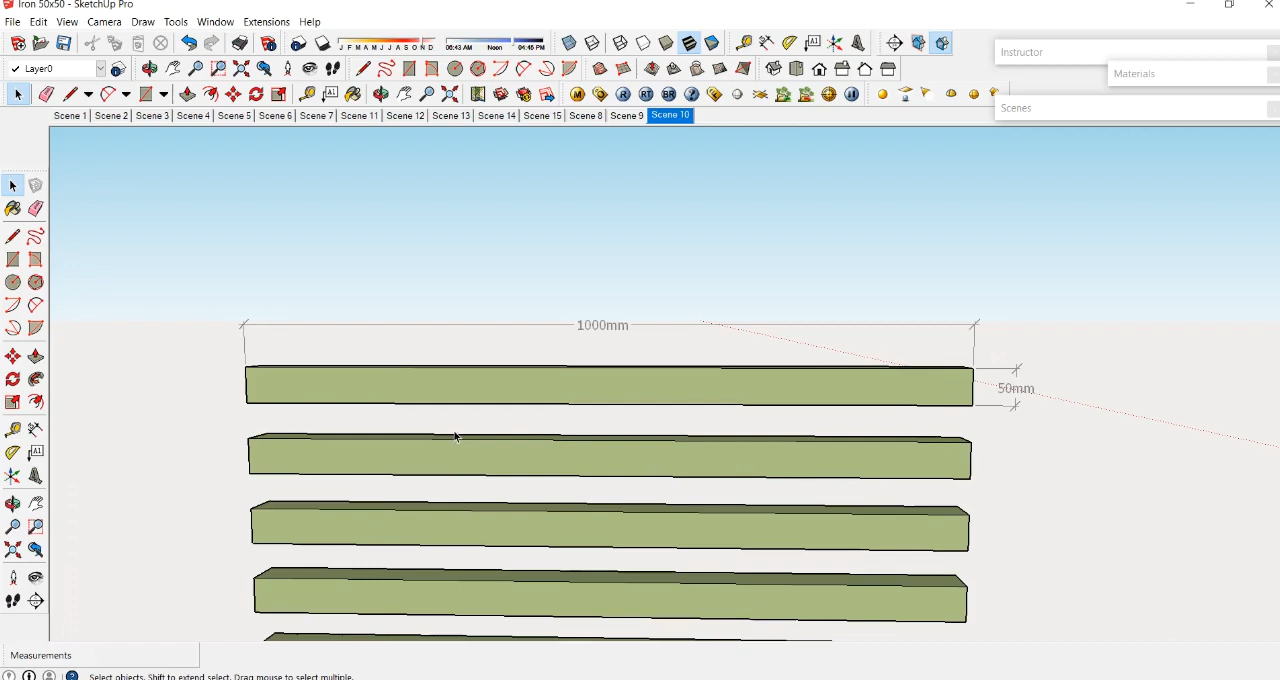 Iron 50x50 - SketchUp Pro
File Edit View Camera Draw Tools Window Extensions Help
J F M A M J J A S O N D 06:43 AM Noon 04:45 PM
Instructor
Layer0
Materials
Scenes
Scene 1 Scene 2 Scene 3 Scene 4 Scene 5 Scene 6 Scene 7 Scene 11 Scene 12 Scene 13 Scene 14 Scene 15 Scene 8 Scene 9 Scene 10
1000mm
50mm
Measurements
Select objects. Shift to extend select. Drag mouse to select multiple.